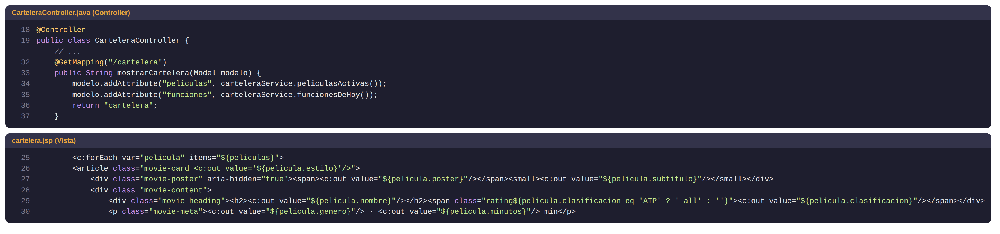 CarteleraController.java (Controller)
18 @Controller
19 public class CarteleraController {
    // ...
32     @GetMapping("/cartelera")
33     public String mostrarCartelera(Model modelo) {
34         modelo.addAttribute("peliculas", carteleraService.peliculasActivas());
35         modelo.addAttribute("funciones", carteleraService.funcionesDeHoy());
36         return "cartelera";
37     }
cartelera.jsp (Vista)
25         <c:forEach var="pelicula" items="${peliculas}">
26         <article class="movie-card <c:out value='${pelicula.estilo}'/>">
27             <div class="movie-poster" aria-hidden="true"><span><c:out value="${pelicula.poster}"/></span><small><c:out value="${pelicula.subtitulo}"/></small></div>
28             <div class="movie-content">
29                 <div class="movie-heading"><h2><c:out value="${pelicula.nombre}"/></h2><span class="rating${pelicula.clasificacion eq 'ATP' ? ' all' : ''}"><c:out value="${pelicula.clasificacion}"/></span></div>
30                 <p class="movie-meta"><c:out value="${pelicula.genero}"/> · <c:out value="${pelicula.minutos}"/> min</p>